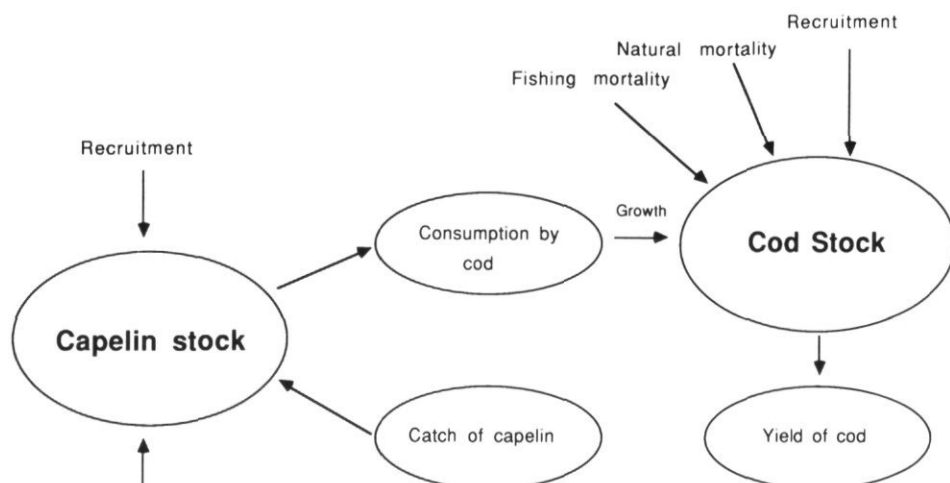 Recruitment
Natural mortality
Fishing mortality
Recruitment
Growth
Consumption by
cod
Cod Stock
Capelin stock
Catch of capelin
Yield of cod